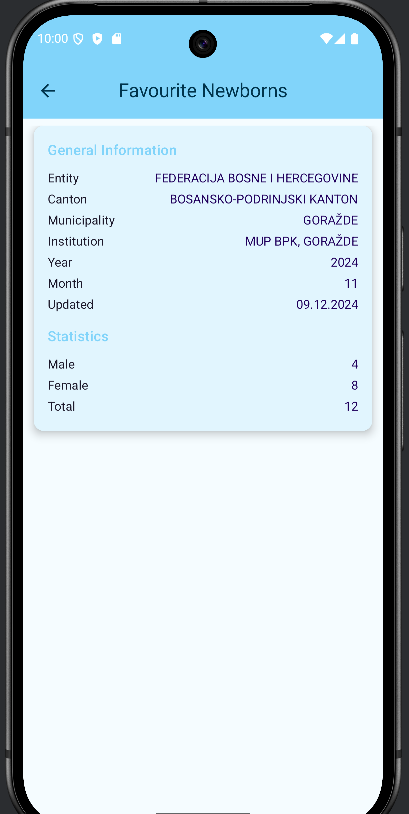 10:00
Favourite Newborns
General Information
Entity FEDERACIJA BOSNE I HERCEGOVINE
Canton BOSANSKO-PODRINJSKI KANTON
Municipality GORAŽDE
Institution MUP BPK, GORAŽDE
Year 2024
Month 11
Updated 09.12.2024
Statistics
Male 4
Female 8
Total 12